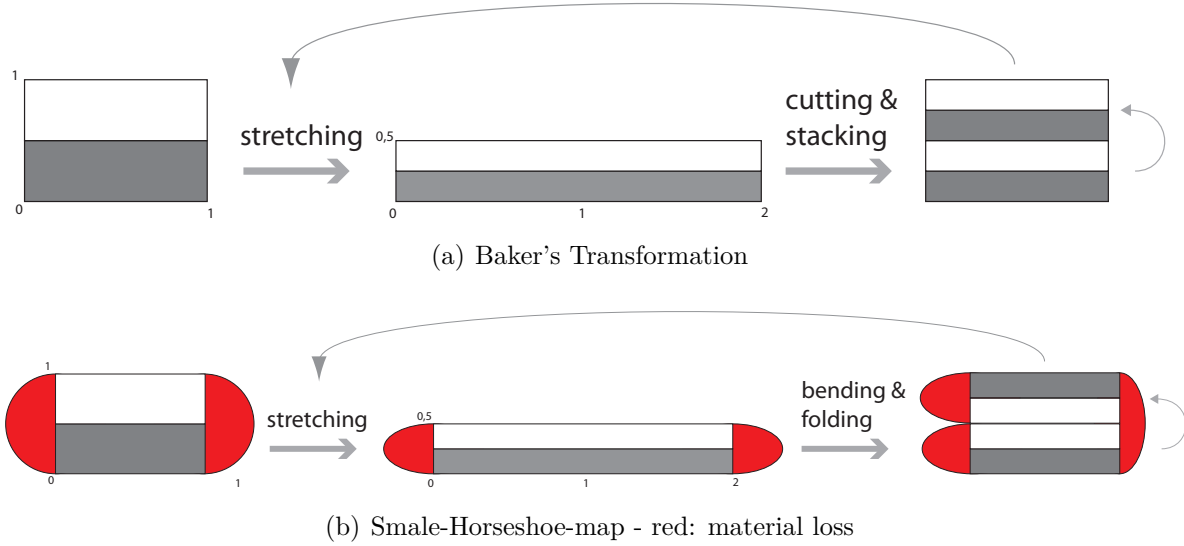 1
stretching
0
1
0,5
0
1
2
cutting &
stacking
(a) Baker's Transformation
1
stretching
0
1
0,5
0
1
2
bending &
folding
(b) Smale-Horseshoe-map - red: material loss